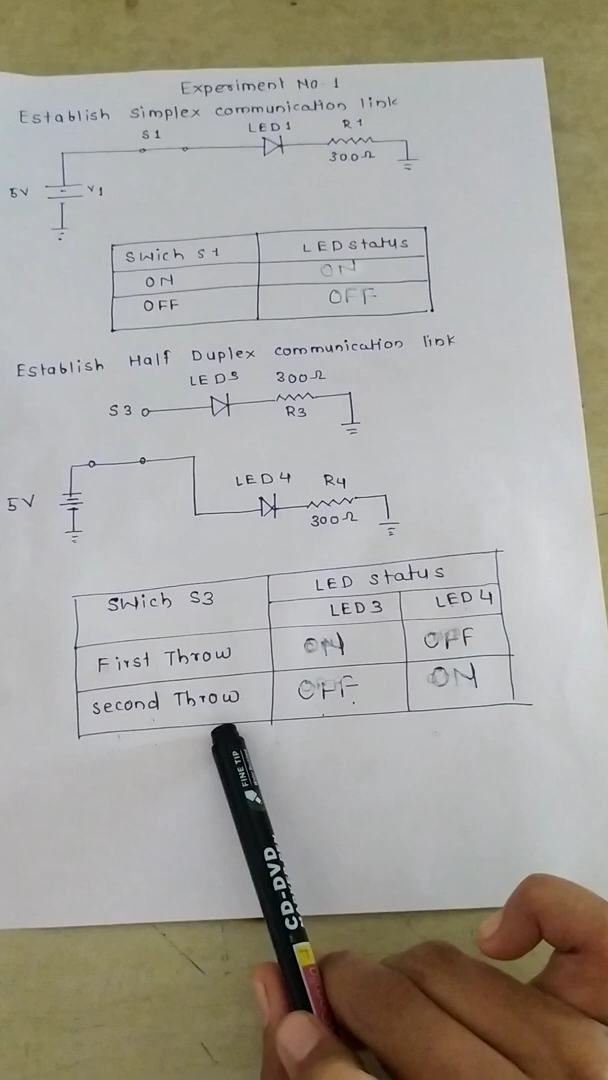 Experiment No. 1
Establish simplex communication link
S1 LED1 R1
300Ω
5V V1
Swich S1 LED status
ON ON
OFF OFF
Establish Half Duplex communication link
LED5 300Ω
S3 R3
LED4 R4
5V
300Ω
Swich S3 LED status
LED3 LED4
First Throw ON OFF
second Throw OFF ON
FINE TIP
CD-DVD